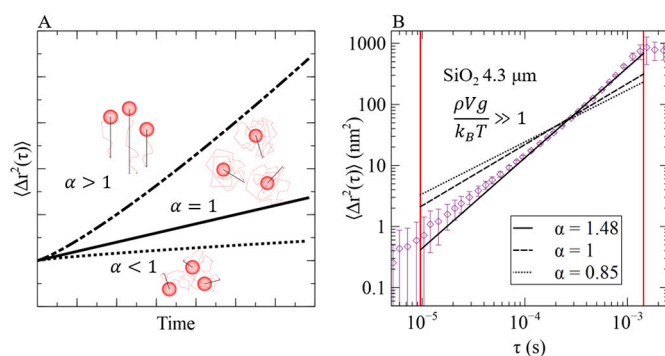 A
⟨Δr²(τ)⟩
α > 1
α = 1
α < 1
Time
B
⟨Δr²(τ)⟩ (nm²)
1000
100
10
1
0.1
SiO₂ 4.3 μm
ρVg
k_BT
≫ 1
α = 1.48
α = 1
α = 0.85
10⁻⁵
10⁻⁴
10⁻³
τ (s)